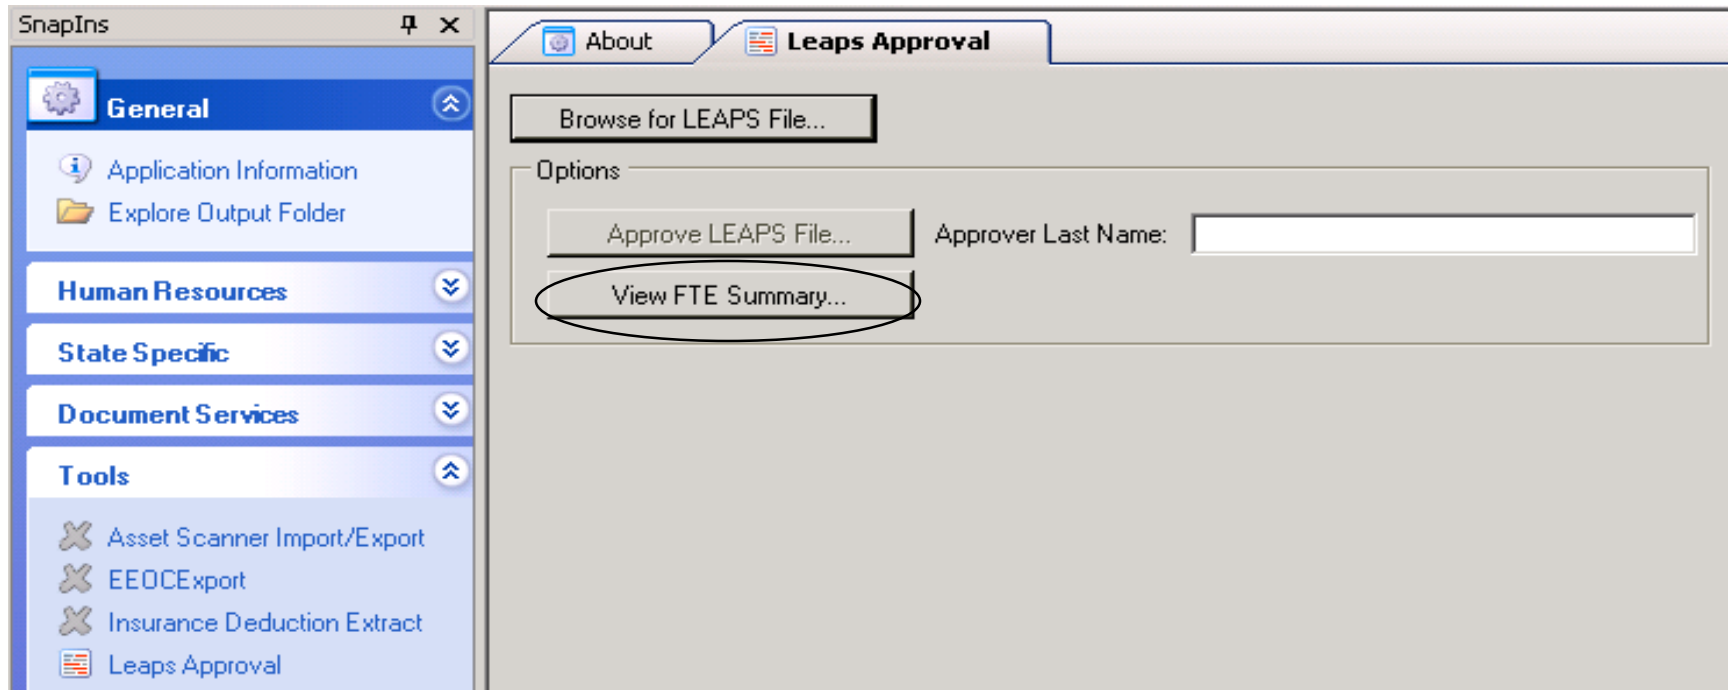 SnapIns
General
Application Information
Explore Output Folder
Human Resources
State Specific
Document Services
Tools
Asset Scanner Import/Export
EEOCExport
Insurance Deduction Extract
Leaps Approval
About
Leaps Approval
Browse for LEAPS File...
Options
Approve LEAPS File...
Approver Last Name:
View FTE Summary...